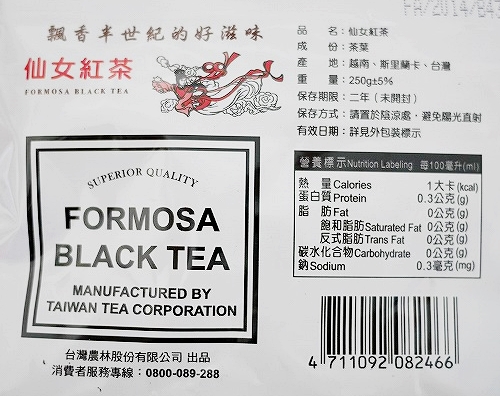 飄香半世紀的好滋味
仙女紅茶
FORMOSA BLACK TEA
SUPERIOR QUALITY
FORMOSA
BLACK TEA
MANUFACTURED BY
TAIWAN TEA CORPORATION
台灣農林股份有限公司 出品
消費者服務專線：0800-089-288
品 名：仙女紅茶
成 份：茶葉
產 地：越南、斯里蘭卡、台灣
重 量：250g±5%
保存期限：二年（未開封）
保存方式：請置於陰涼處，避免陽光直射
有效日期：詳見外包裝標示
營養標示Nutrition Labeling 每100毫升(ml)
熱 量Calories 1大卡(kcal)
蛋白質Protein 0.3公克(g)
脂 肪Fat 0公克(g)
飽和脂肪Saturated Fat 0公克(g)
反式脂肪Trans Fat 0公克(g)
碳水化合物Carbohydrate 0公克(g)
鈉Sodium 0.3毫克(mg)
4 711092 082466